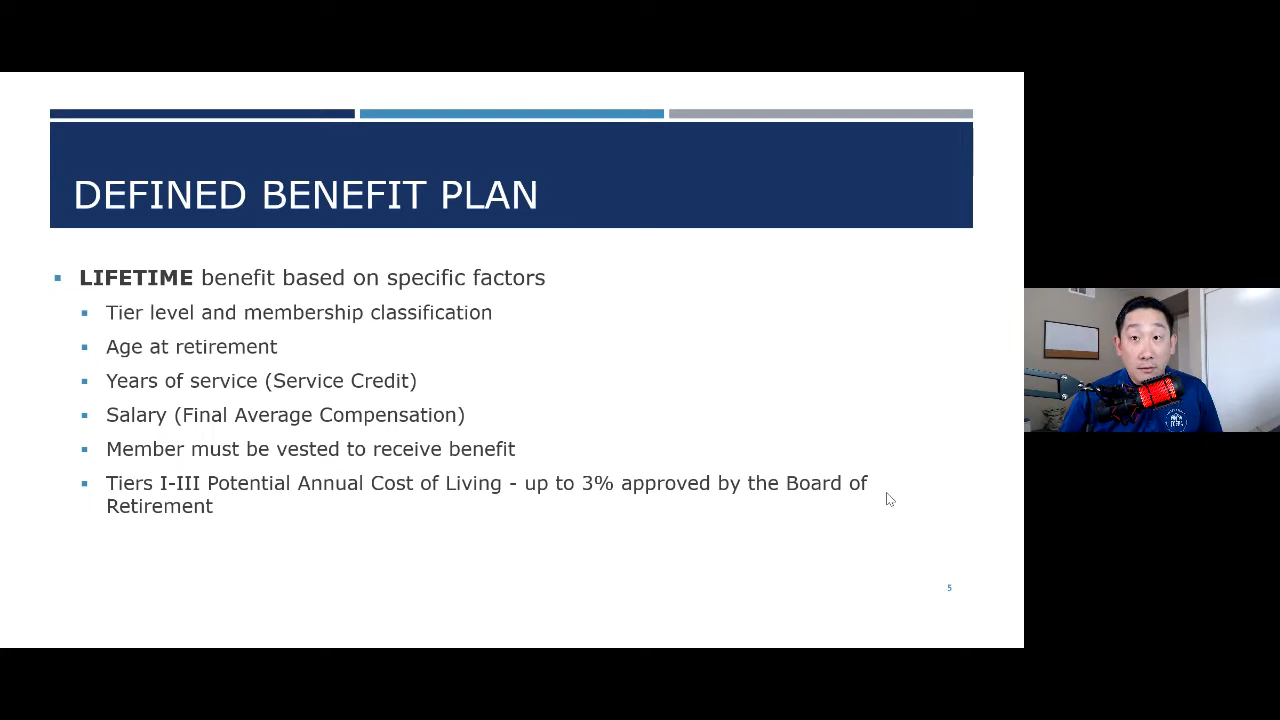 DEFINED BENEFIT PLAN
LIFETIME benefit based on specific factors
Tier level and membership classification
Age at retirement
Years of service (Service Credit)
Salary (Final Average Compensation)
Member must be vested to receive benefit
Tiers I-III Potential Annual Cost of Living - up to 3% approved by the Board of
Retirement
5